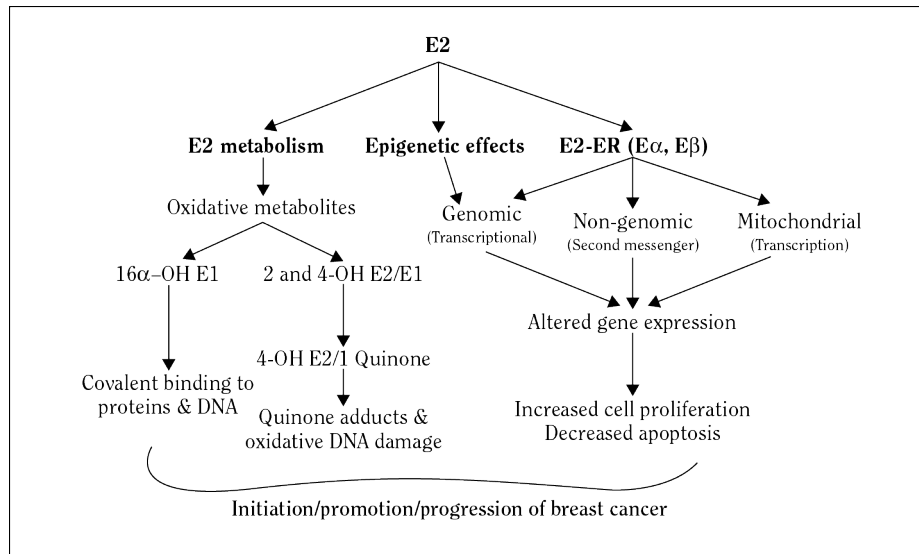 E2
E2 metabolism
Epigenetic effects
E2-ER (Eα, Eβ)
Oxidative metabolites
Genomic
(Transcriptional)
Non-genomic
(Second messenger)
Mitochondrial
(Transcription)
16α–OH E1
2 and 4-OH E2/E1
Altered gene expression
4-OH E2/1 Quinone
Covalent binding to
proteins & DNA
Quinone adducts &
oxidative DNA damage
Increased cell proliferation
Decreased apoptosis
Initiation/promotion/progression of breast cancer